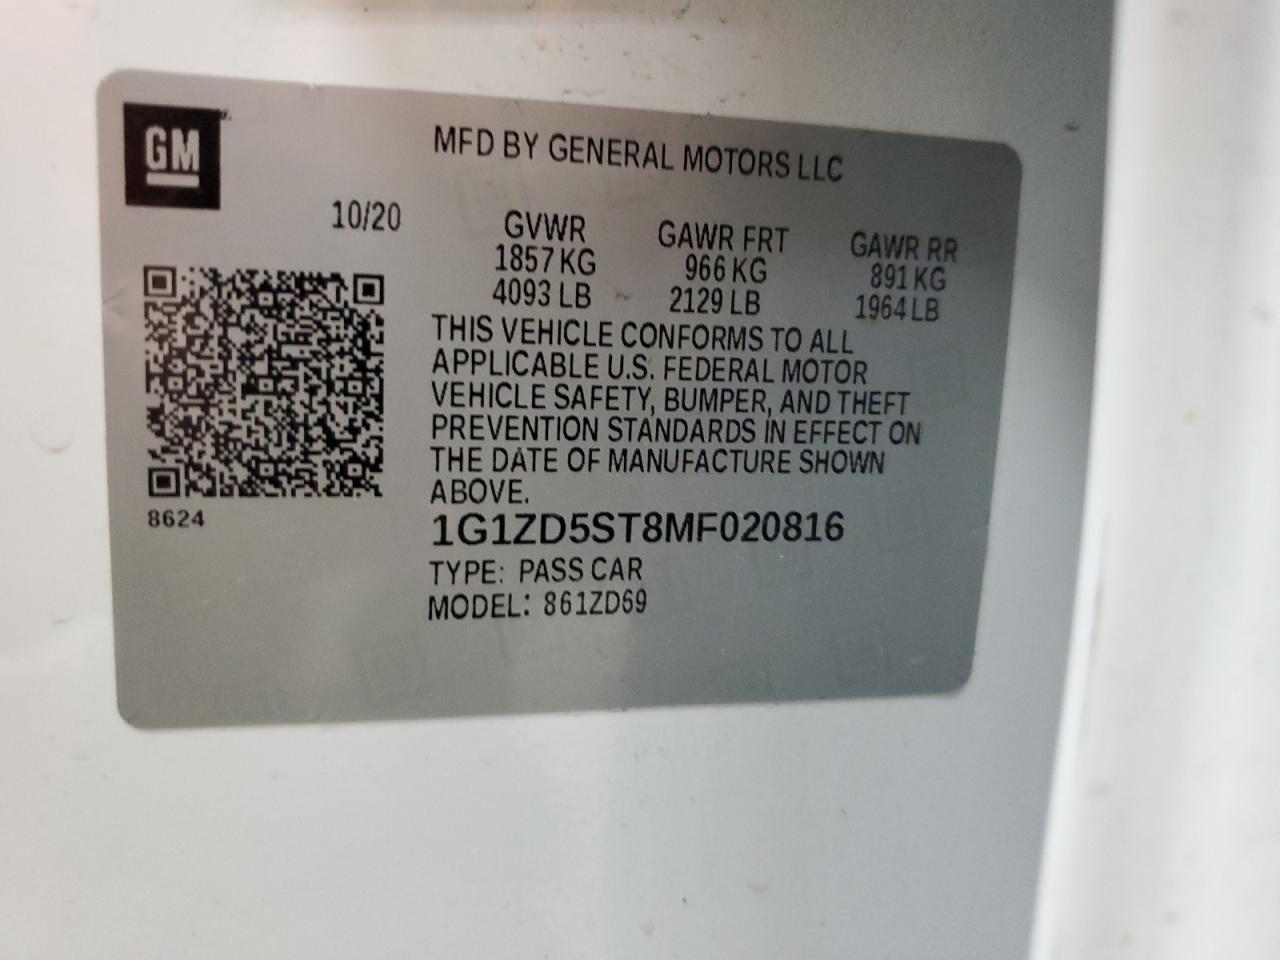 GM
MFD BY GENERAL MOTORS LLC
10/20
GVWR GAWR FRT GAWR RR
1857 KG 966 KG 891 KG
4093 LB 2129 LB 1964 LB
THIS VEHICLE CONFORMS TO ALL
APPLICABLE U.S. FEDERAL MOTOR
VEHICLE SAFETY, BUMPER, AND THEFT
PREVENTION STANDARDS IN EFFECT ON
THE DATE OF MANUFACTURE SHOWN
ABOVE.
8624
1G1ZD5ST8MF020816
TYPE: PASS CAR
MODEL: 861ZD69